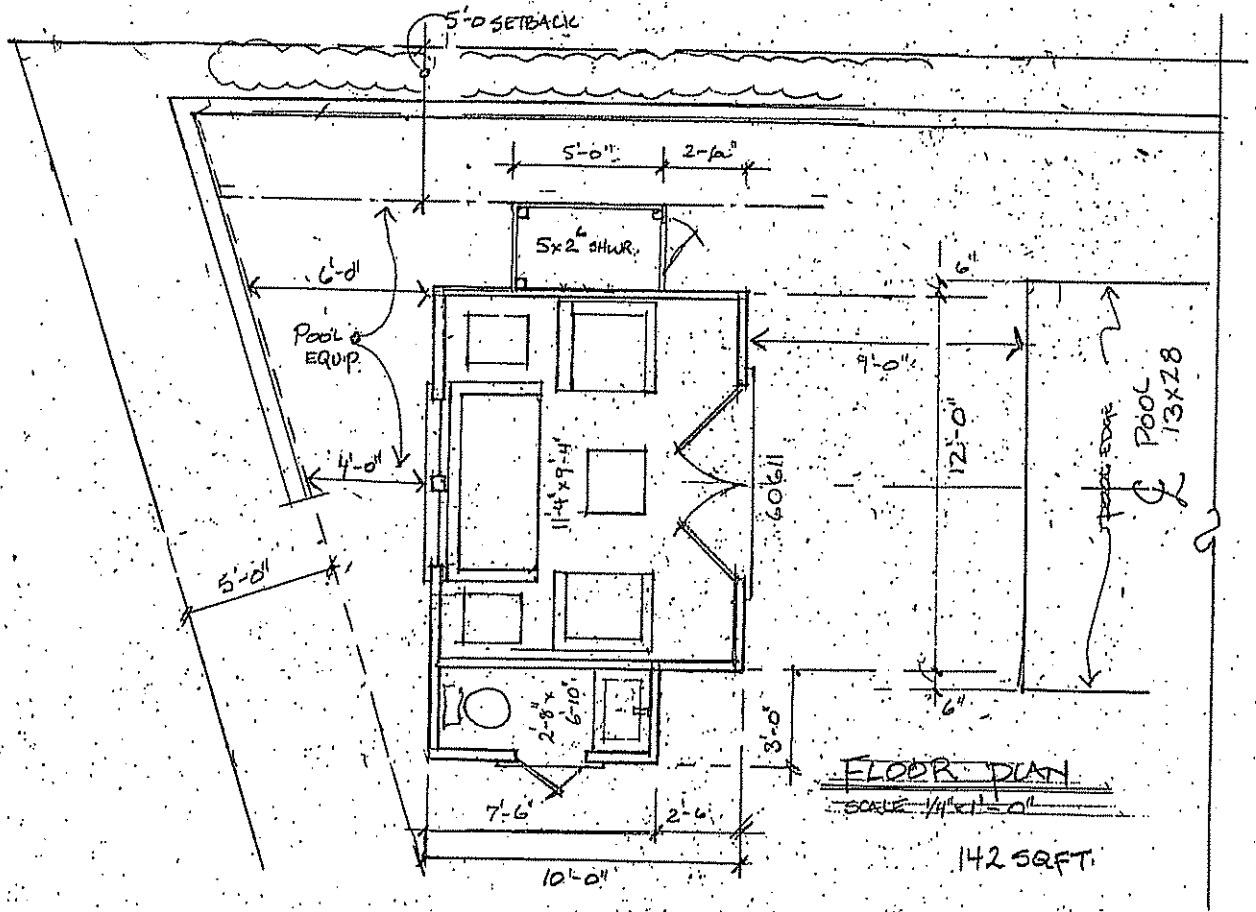 5'-0 SETBACK
5'-0"
2'-6"
5x2⁶ SHWR.
6'-0"
POOL
EQUIP.
6"
9'-0"
12'-0"
POOL EDGE
℄ POOL
13x28
4'-0"
11'-4"x9'-4"
60611
5'-0"
2'-8"x
6'-10"
6"
3'-0"
FLOOR PLAN
SCALE 1/4"x1'-0"
7'-6"
2'-6"
10'-0"
142 SQFT.